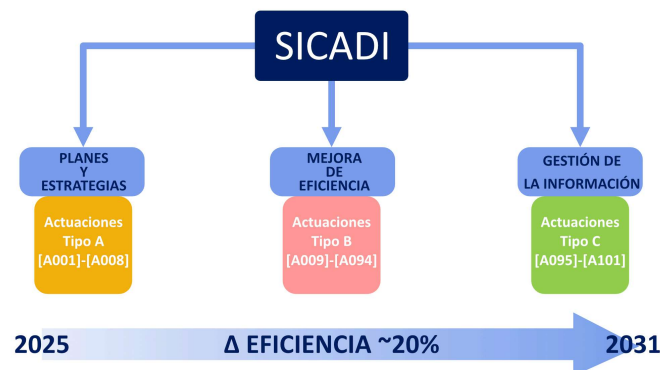 SICADI
PLANES
Y
ESTRATEGIAS
Actuaciones
Tipo A
[A001]-[A008]
MEJORA
DE
EFICIENCIA
Actuaciones
Tipo B
[A009]-[A094]
GESTIÓN DE
LA INFORMACIÓN
Actuaciones
Tipo C
[A095]-[A101]
2025 Δ EFICIENCIA ~20% 2031